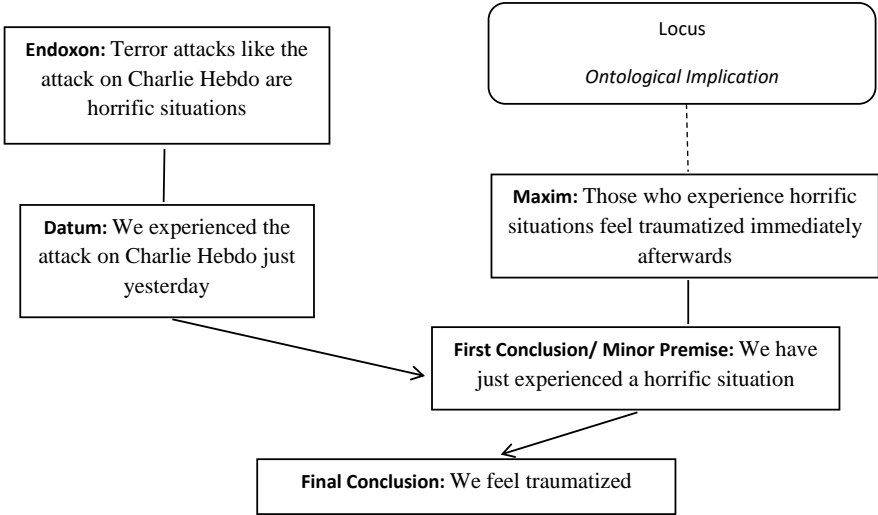 Endoxon: Terror attacks like the
attack on Charlie Hebdo are
horrific situations
Locus
Ontological Implication
Datum: We experienced the
attack on Charlie Hebdo just
yesterday
Maxim: Those who experience horrific
situations feel traumatized immediately
afterwards
First Conclusion/ Minor Premise: We have
just experienced a horrific situation
Final Conclusion: We feel traumatized